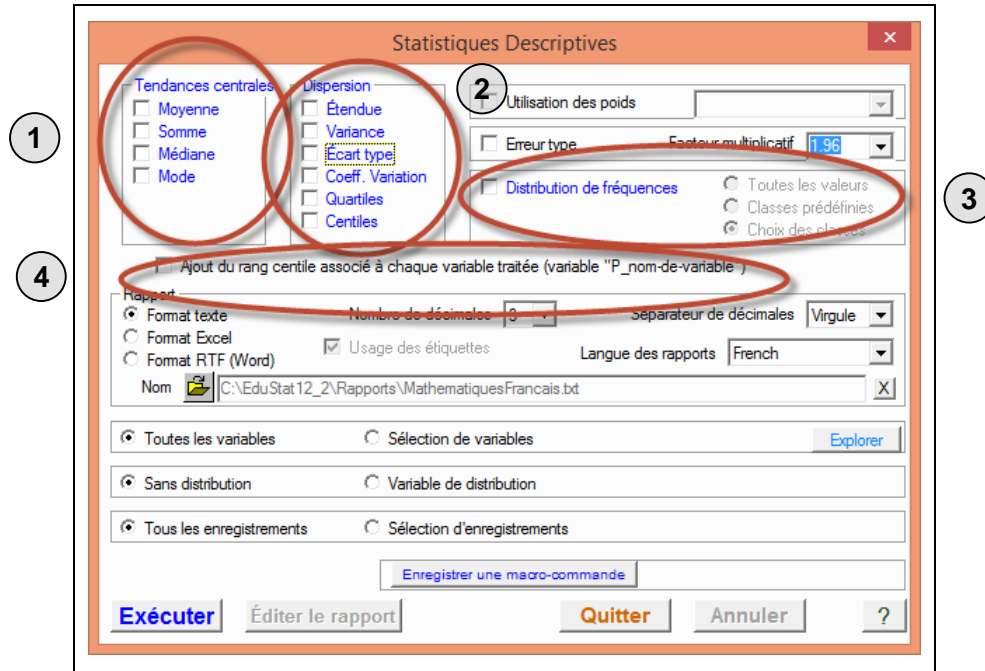 Statistiques Descriptives
x
1
2
3
4
Tendances centrales
Moyenne
Somme
Médiane
Mode
Dispersion
Étendue
Variance
Écart type
Coeff. Variation
Quartiles
Centiles
Utilisation des poids
Erreur type Facteur multiplicatif 1.96
Distribution de fréquences
Toutes les valeurs
Classes prédéfinies
Choix des classes
Ajout du rang centile associé à chaque variable traitée (variable "P_nom-de-variable")
Rapport
Format texte Nombre de décimales 3 Séparateur de décimales Virgule
Format Excel Usage des étiquettes
Format RTF (Word) Langue des rapports French
Nom C:\EduStat12_2\Rapports\MathematiquesFrancais.txt X
Toutes les variables Sélection de variables Explorer
Sans distribution Variable de distribution
Tous les enregistrements Sélection d'enregistrements
Enregistrer une macro-commande
Exécuter Éditer le rapport Quitter Annuler ?